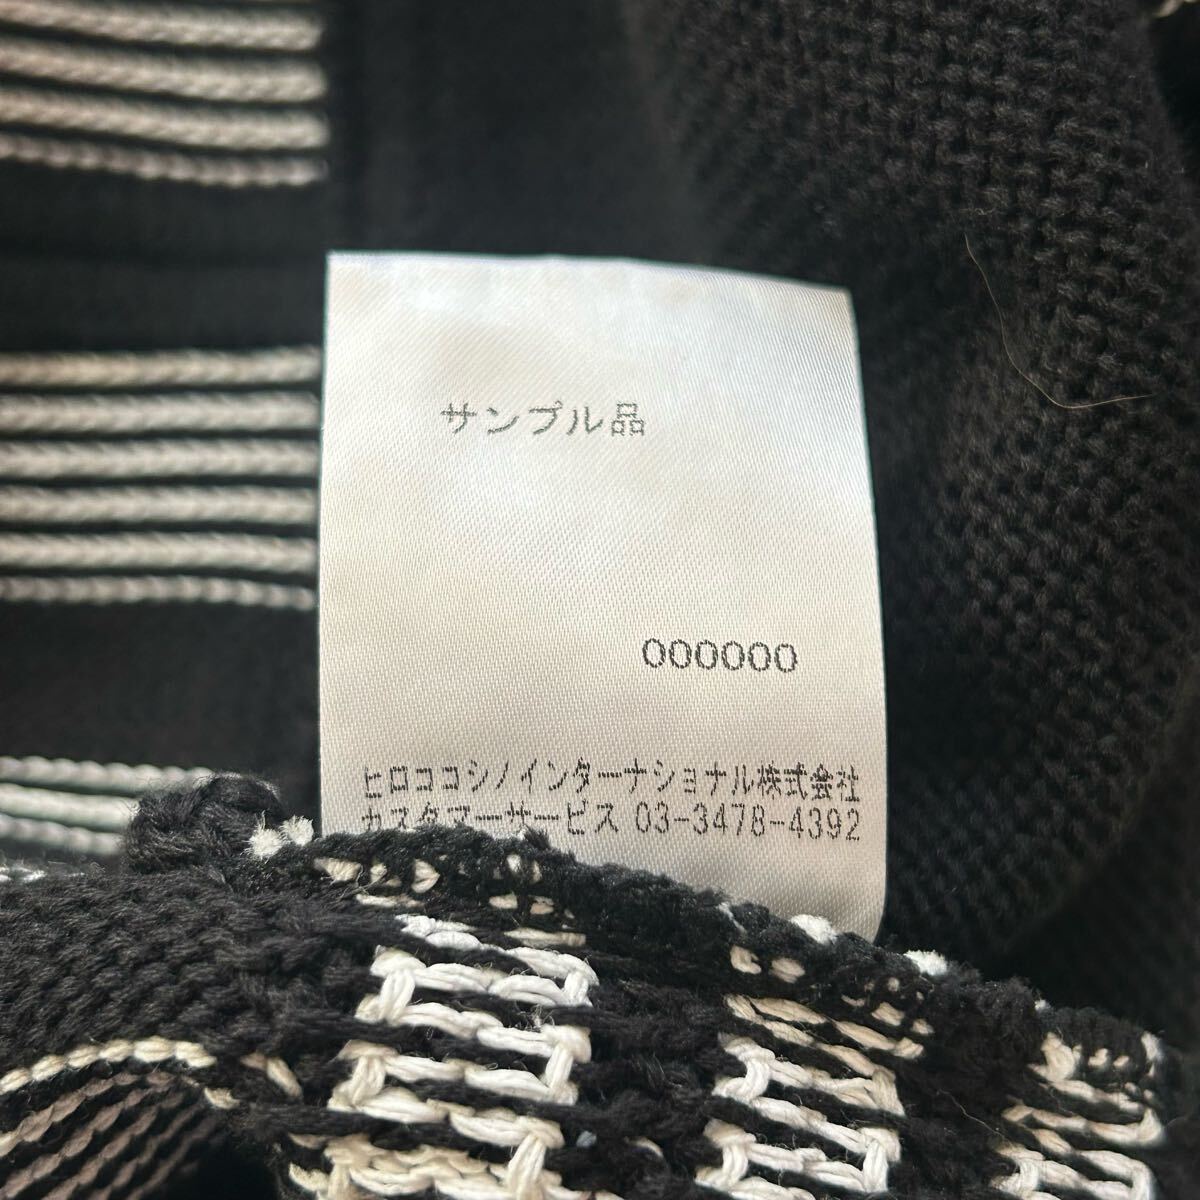 サンプル品
000000
ヒロココシノインターナショナル株式会社
カスタマーサービス 03-3478-4392